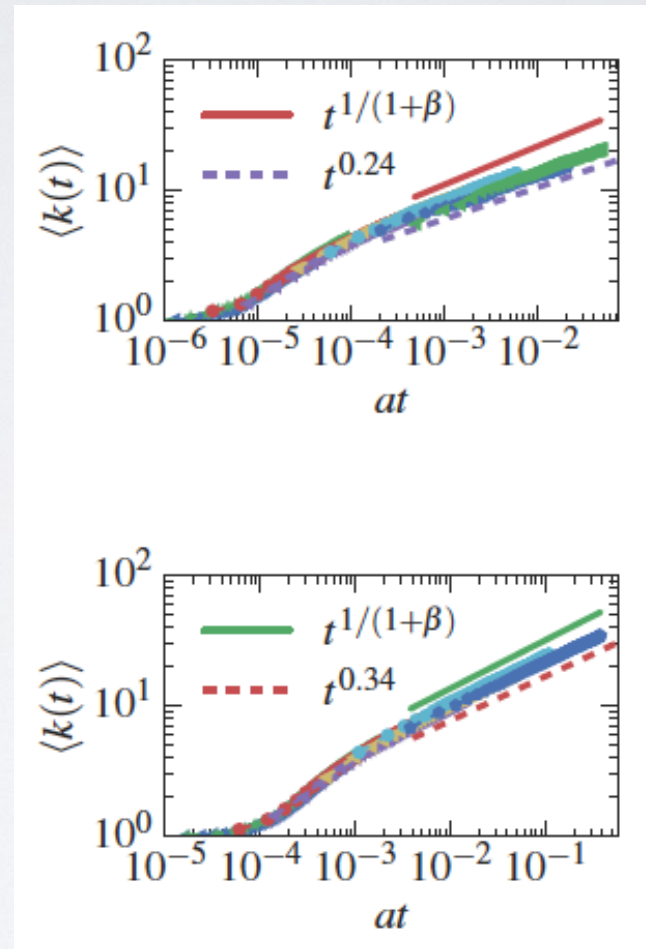 10²
t^{1/(1+β)}
t^{0.24}
10¹
⟨k(t)⟩
10⁰
10⁻⁶ 10⁻⁵ 10⁻⁴ 10⁻³ 10⁻²
at
10²
t^{1/(1+β)}
t^{0.34}
10¹
⟨k(t)⟩
10⁰
10⁻⁵ 10⁻⁴ 10⁻³ 10⁻² 10⁻¹
at